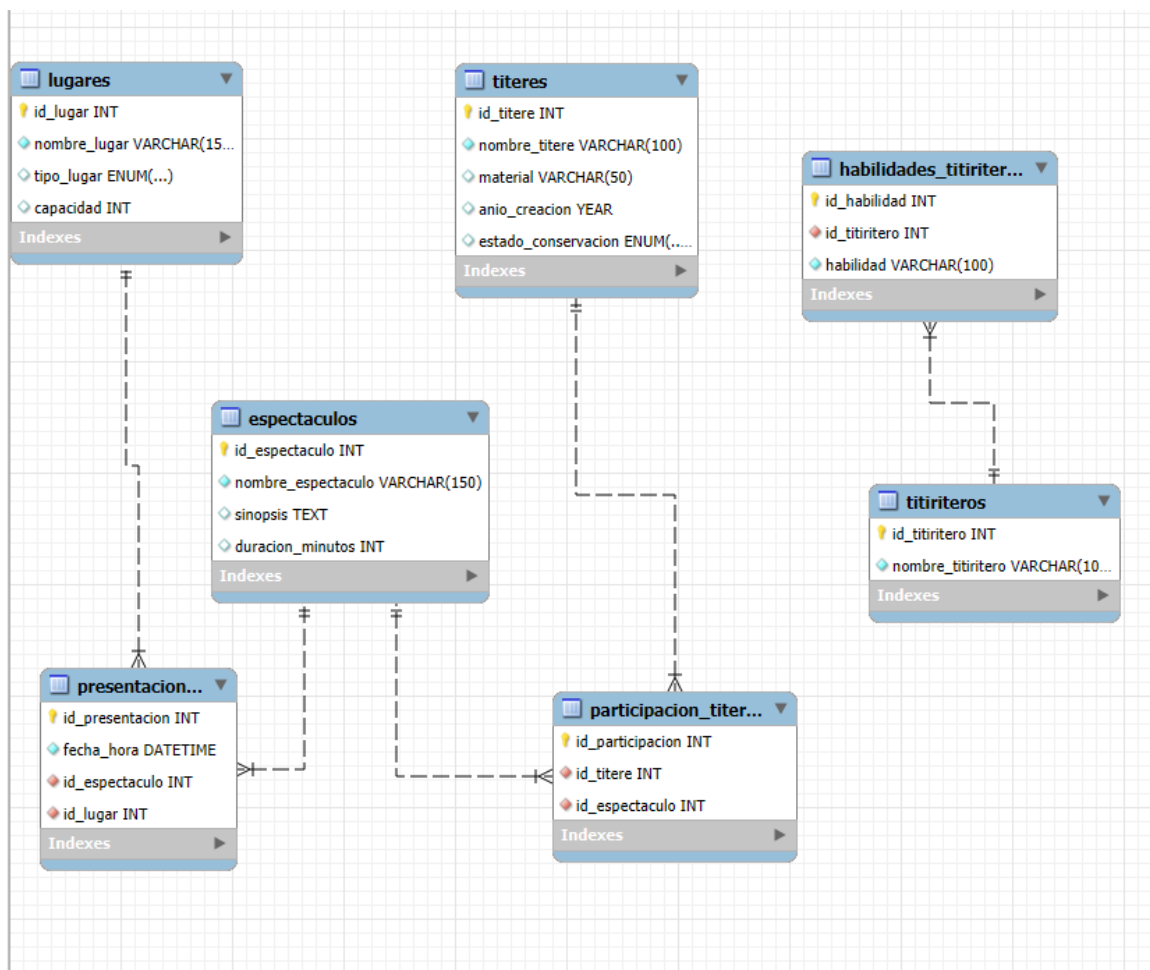 lugares
id_lugar INT
nombre_lugar VARCHAR(15...
tipo_lugar ENUM(...)
capacidad INT
Indexes
titeres
id_titere INT
nombre_titere VARCHAR(100)
material VARCHAR(50)
anio_creacion YEAR
estado_conservacion ENUM(..…
Indexes
habilidades_titiriter...
id_habilidad INT
id_titiritero INT
habilidad VARCHAR(100)
Indexes
espectaculos
id_espectaculo INT
nombre_espectaculo VARCHAR(150)
sinopsis TEXT
duracion_minutos INT
Indexes
titiriteros
id_titiritero INT
nombre_titiritero VARCHAR(10...
Indexes
presentacion...
id_presentacion INT
fecha_hora DATETIME
id_espectaculo INT
id_lugar INT
Indexes
participacion_titer...
id_participacion INT
id_titere INT
id_espectaculo INT
Indexes